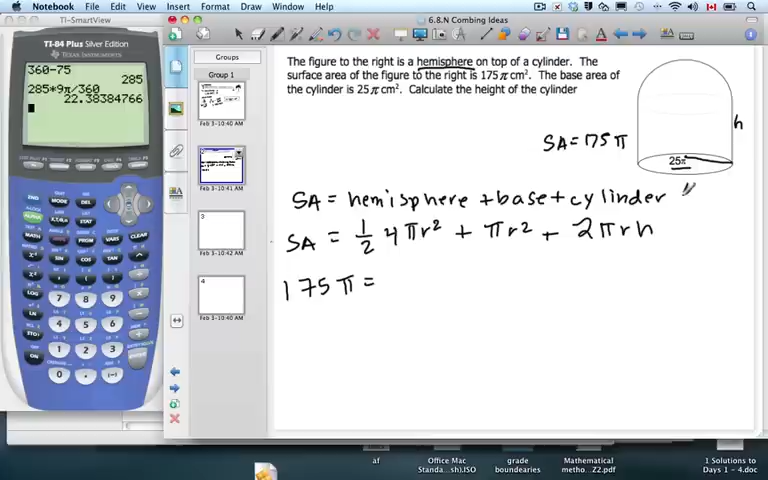 Notebook File Edit View Insert Format Draw Window Help
TI-SmartView
6.8.N Combing Ideas
TI-84 Plus Silver Edition
TEXAS INSTRUMENTS
360-75
285
285*9π/360
22.38384766
Groups
Group 1
Feb 3-10:40 AM
Feb 3-10:41 AM
3
Feb 3-10:42 AM
4
Feb 3-10:40 AM
The figure to the right is a hemisphere on top of a cylinder. The
surface area of the figure to the right is 175π cm². The base area of
the cylinder is 25π cm². Calculate the height of the cylinder
h
SA = 175 π
25π
SA = hemisphere + base + cylinder
SA = 1/2 4πr² + πr² + 2πrh
175π =
af
Office Mac
Standa...sh).ISO
grade
boundearies
Mathematical
metho...Z2.pdf
1 Solutions to
Days 1 - 4.doc